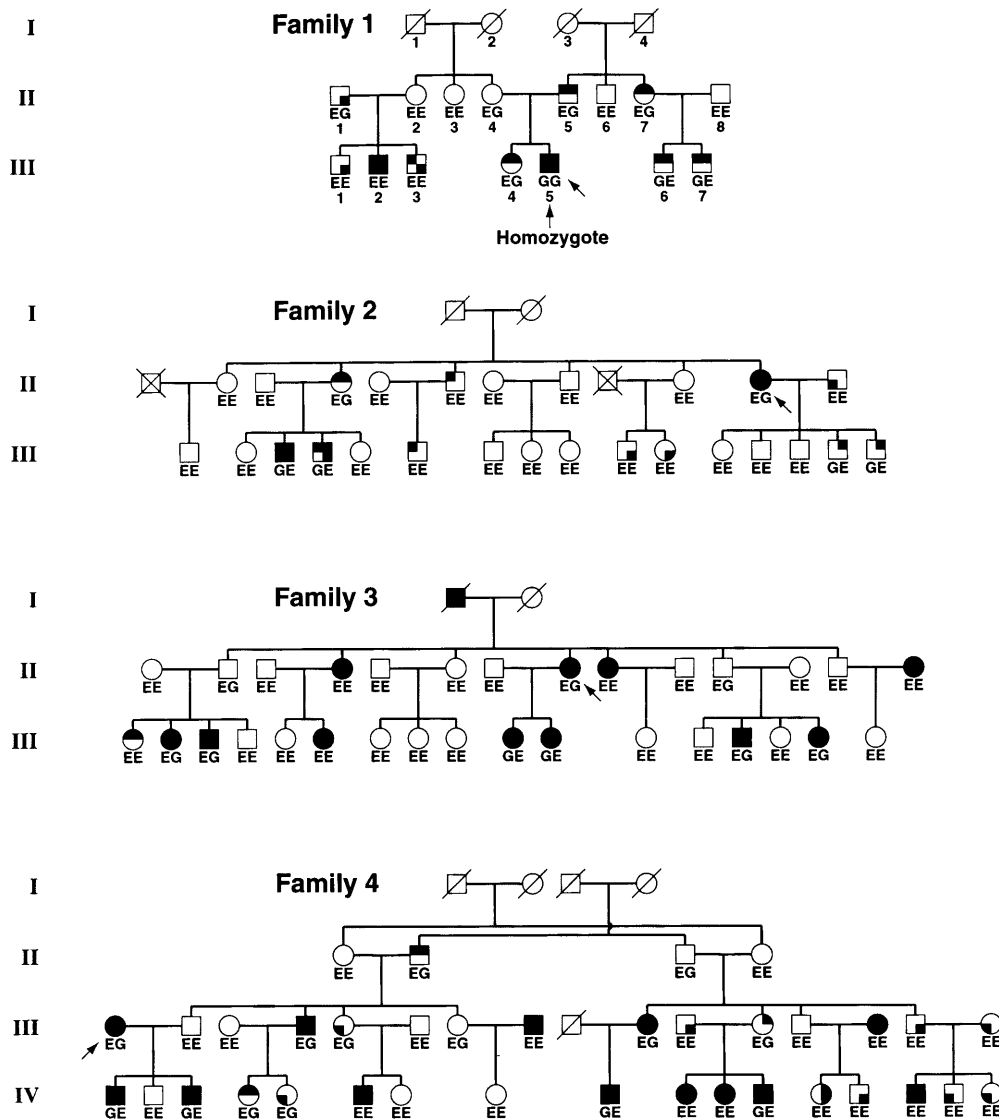 I Family 1 1 2 3 4
II EG EE EE EG EG EE EG EE
1 2 3 4 5 6 7 8
III EE EE EE EG GG GE GE
1 2 3 4 5 6 7
Homozygote
I Family 2
II EE EE EG EE EE EE EE EE EG EE
III EE EE GE GE EE EE EE EE EE EE EE EE EE EE GE GE
I Family 3
II EE EG EE EE EE EE EE EG EE EE EG EE EE EE
III EE EG EG EE EE EE EE EE EE GE GE EE EE EG EE EG EE
I Family 4
II EE EG EG EE
III EG EE EE EG EG EE EG EE EG EE EG EE EE EE EE
IV GE EE GE EG EG EE EE EE GE EE EE GE EE EE EE EE EE